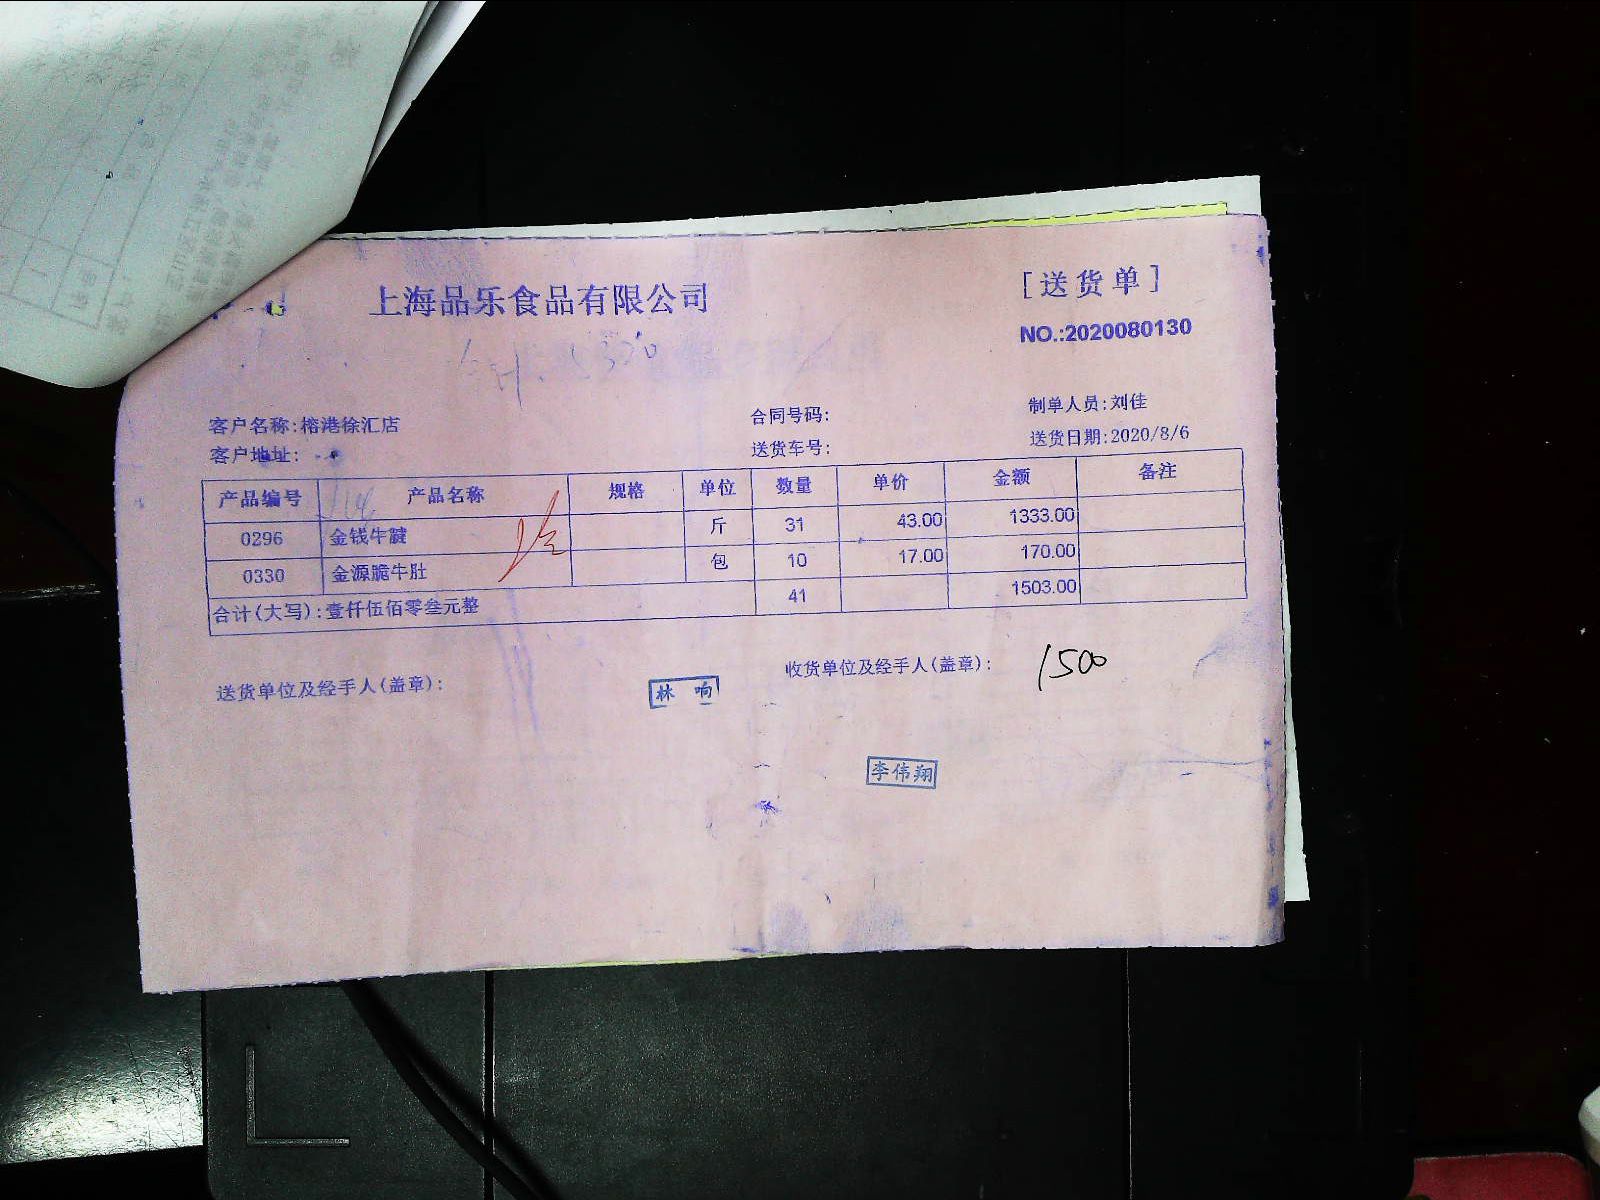 上海品乐食品有限公司
[送货单]
NO.:2020080130
客户名称:榕港徐汇店 合同号码: 制单人员:刘佳
客户地址: 送货车号: 送货日期:2020/8/6
产品编号 产品名称 规格 单位 数量 单价 金额 备注
0296 金钱牛腱 斤 31 43.00 1333.00
0330 金源脆牛肚 包 10 17.00 170.00
合计(大写):壹仟伍佰零叁元整 41 1503.00
送货单位及经手人(盖章): 林响 收货单位及经手人(盖章): 1500
李伟翔